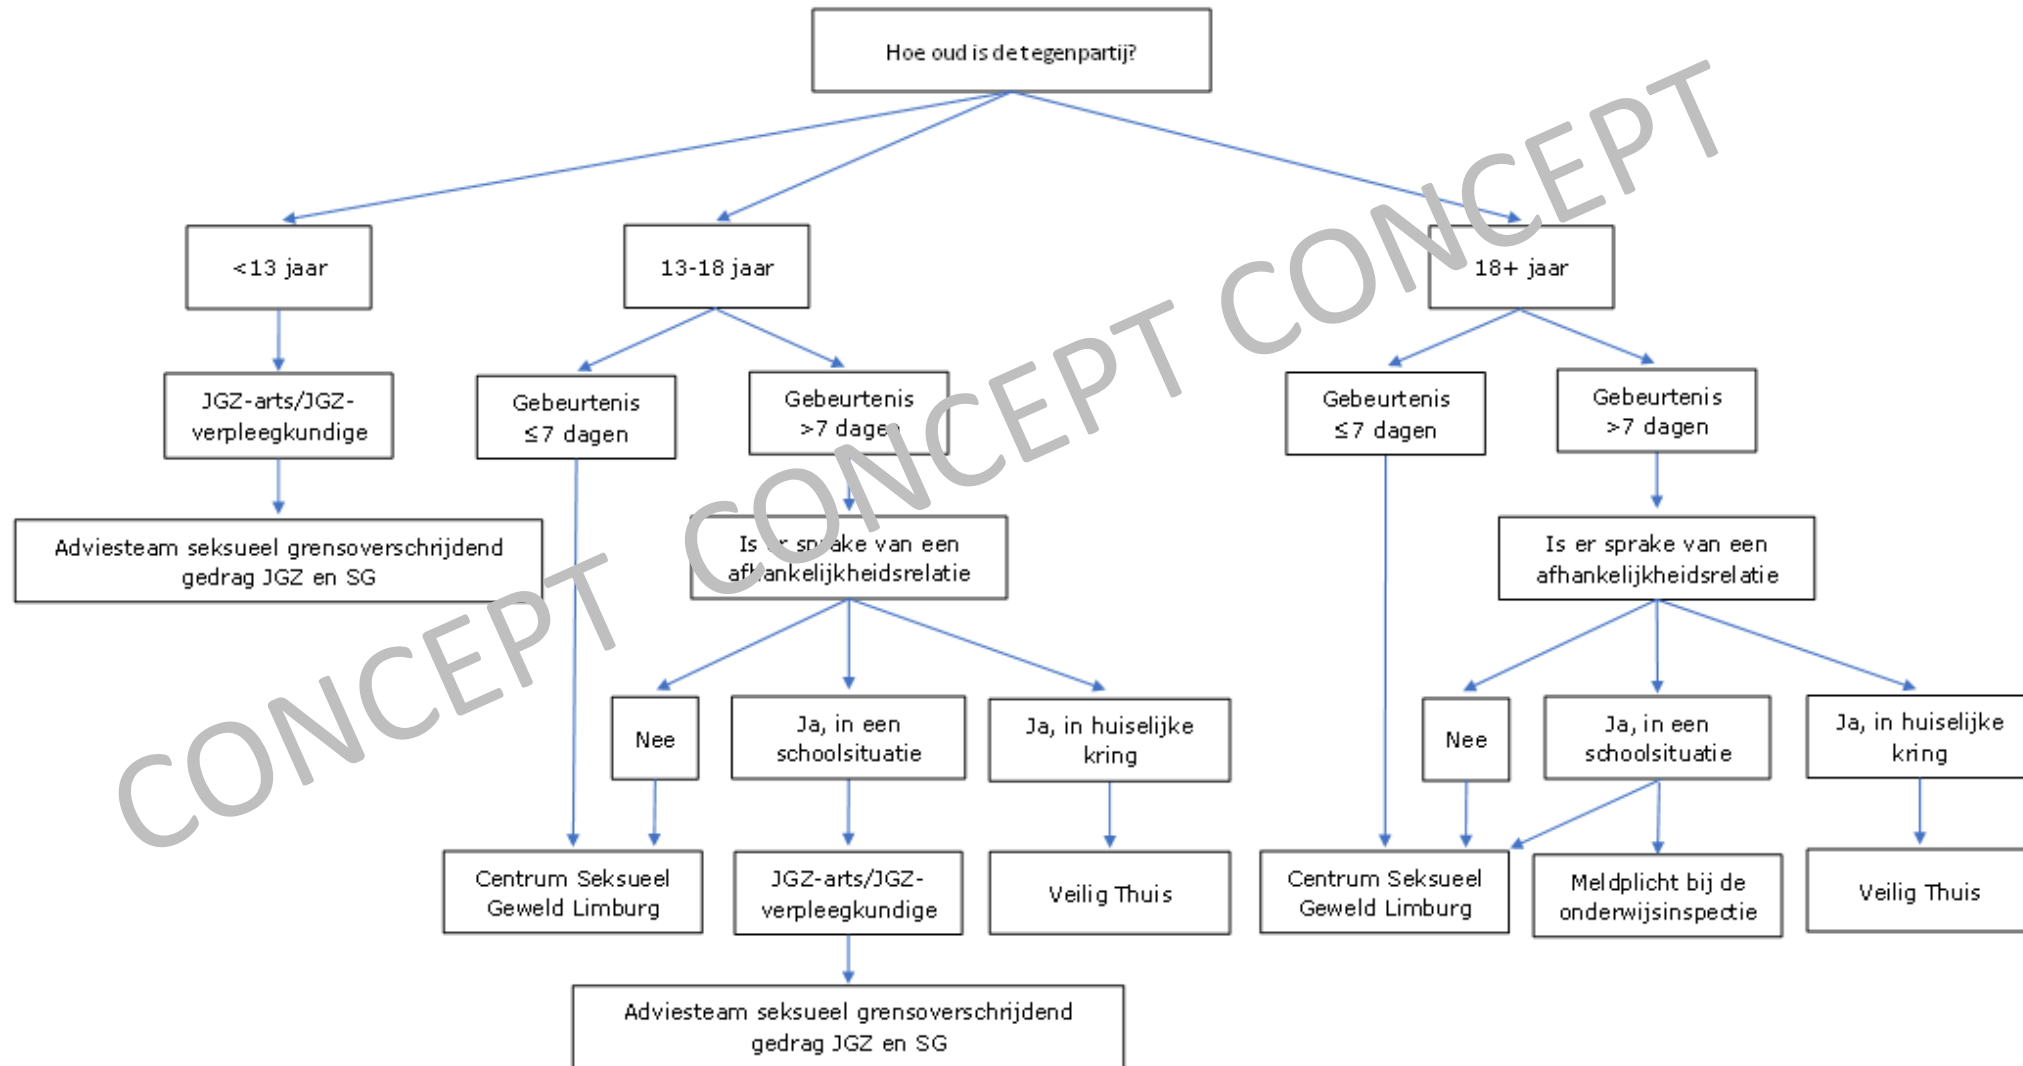 Hoe oud is de tegenpartij?
<13 jaar
13-18 jaar
18+ jaar
JGZ-arts/JGZ-
verpleegkundige
Gebeurtenis
≤7 dagen
Gebeurtenis
>7 dagen
Gebeurtenis
≤7 dagen
Gebeurtenis
>7 dagen
Adviesteam seksueel grensoverschrijdend
gedrag JGZ en SG
Is er sprake van een
afhankelijkheidsrelatie
Is er sprake van een
afhankelijkheidsrelatie
Nee
Ja, in een
schoolsituatie
Ja, in huiselijke
kring
Nee
Ja, in een
schoolsituatie
Ja, in huiselijke
kring
Centrum Seksueel
Geweld Limburg
JGZ-arts/JGZ-
verpleegkundige
Veilig Thuis
Centrum Seksueel
Geweld Limburg
Meldplicht bij de
onderwijsinspectie
Veilig Thuis
Adviesteam seksueel grensoverschrijdend
gedrag JGZ en SG
CONCEPT CONCEPT CONCEPT